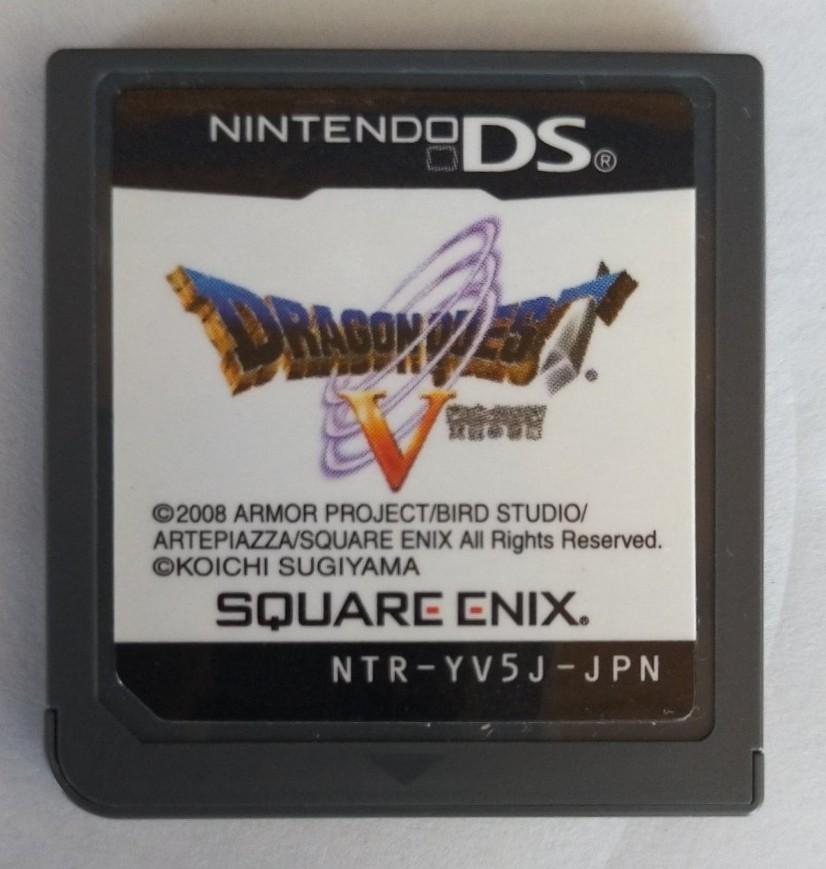 NINTENDO DS®
DRAGON QUEST
V
©2008 ARMOR PROJECT/BIRD STUDIO/
ARTEPIAZZA/SQUARE ENIX All Rights Reserved.
©KOICHI SUGIYAMA
SQUARE ENIX®
NTR-YV5J-JPN